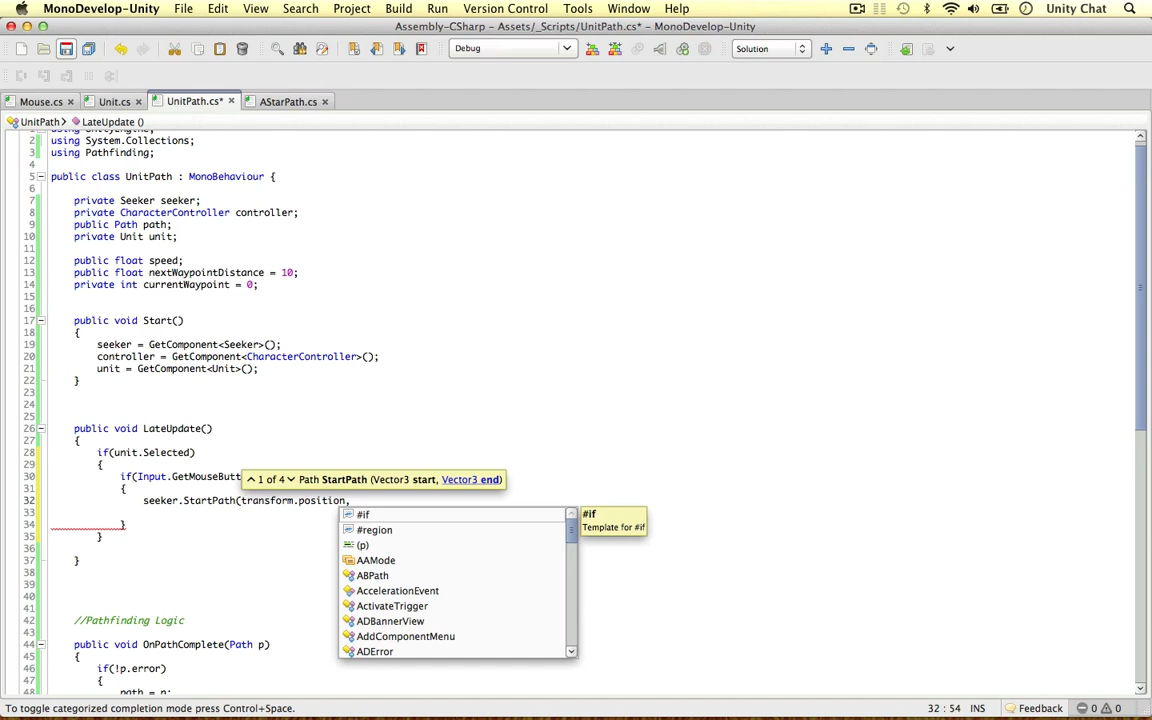 MonoDevelop-Unity File Edit View Search Project Build Run Version Control Tools Window Help Unity Chat
Assembly-CSharp - Assets/_Scripts/UnitPath.cs* - MonoDevelop-Unity
Debug Solution
Mouse.cs × Unit.cs × UnitPath.cs* × AStarPath.cs ×
UnitPath LateUpdate ()
2 using System.Collections;
3 using Pathfinding;
4
5 public class UnitPath : MonoBehaviour {
6
7 private Seeker seeker;
8 private CharacterController controller;
9 public Path path;
10 private Unit unit;
11
12 public float speed;
13 public float nextWaypointDistance = 10;
14 private int currentWaypoint = 0;
15
16
17 public void Start()
18 {
19 seeker = GetComponent<Seeker>();
20 controller = GetComponent<CharacterController>();
21 unit = GetComponent<Unit>();
22 }
23
24
25
26 public void LateUpdate()
27 {
28 if(unit.Selected)
29 {
30 if(Input.GetMouseButt
1 of 4 Path StartPath (Vector3 start, Vector3 end)
31 {
32 seeker.StartPath(transform.position,
33
34 }
35 }
36
37 }
38
39
40
41
42 //Pathfinding Logic
43
44 public void OnPathComplete(Path p)
45 {
46 if(!p.error)
47 {
48 path = p;
#if
#region
(p)
AAMode
ABPath
AccelerationEvent
ActivateTrigger
ADBannerView
AddComponentMenu
ADError
#if
Template for #if
To toggle categorized completion mode press Control+Space. 32 : 54 INS Feedback 0 0